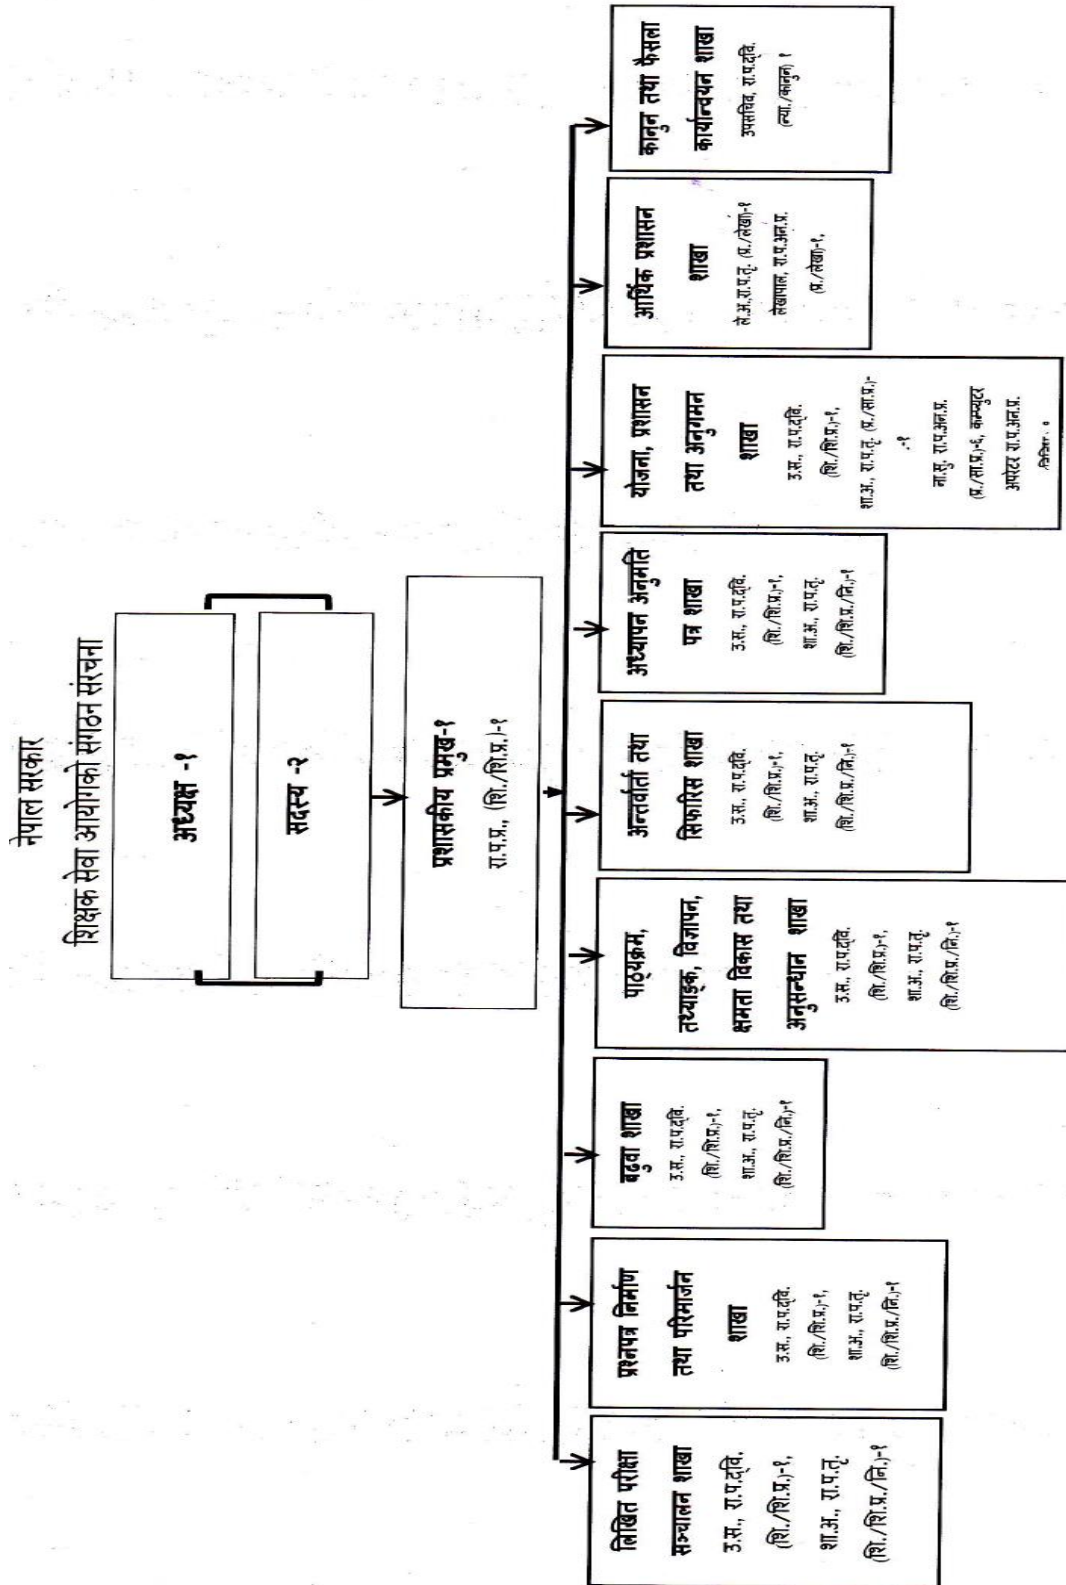 नेपाल सरकार
शिक्षक सेवा आयोगको संगठन संरचना
अध्यक्ष -१
सदस्य -२
प्रशासकीय प्रमुख-१
रा.प.प्र., (शि./शि.प्र.)-१
लिखित परीक्षा
सञ्चालन शाखा
उ.स., रा.प.द्वि.
(शि./शि.प्र.)-१,
शा.अ., रा.प.तृ.
(शि./शि.प्र./नि.)-१
प्रश्नपत्र निर्माण
तथा परिमार्जन
शाखा
उ.स., रा.प.द्वि.
(शि./शि.प्र.)-१,
शा.अ., रा.प.तृ.
(शि./शि.प्र./नि.)-१
बढुवा शाखा
उ.स., रा.प.द्वि.
(शि./शि.प्र.)-१,
शा.अ., रा.प.तृ.
(शि./शि.प्र./नि.)-१
पाठ्यक्रम,
तथ्याङ्क, विज्ञापन,
क्षमता विकास तथा
अनुसन्धान शाखा
उ.स., रा.प.द्वि.
(शि./शि.प्र.)-१,
शा.अ., रा.प.तृ.
(शि./शि.प्र./नि.)-१
अन्तर्वार्ता तथा
सिफारिस शाखा
उ.स., रा.प.द्वि.
(शि./शि.प्र.)-१,
शा.अ., रा.प.तृ.
(शि./शि.प्र./नि.)-१
अध्यापन अनुमति
पत्र शाखा
उ.स., रा.प.द्वि.
(शि./शि.प्र.)-१,
शा.अ., रा.प.तृ.
(शि./शि.प्र./नि.)-१
योजना, प्रशासन
तथा अनुगमन
शाखा
उ.स., रा.प.द्वि.
(शि./शि.प्र.)-१,
शा.अ., रा.प.तृ. (प्र./सा.प्र.)-
-१
ना.सु. रा.प.अन.प्र.
(प्र./सा.प्र.)-६, कम्प्युटर
अपरेटर रा.प.अन.प्र.
आर्थिक प्रशासन
शाखा
ले.अ.,रा.प.तृ. (प्र./लेखा)-१
लेखापाल, रा.प.अन.प्र.
(प्र./लेखा)-१,
कानुन तथा फैसला
कार्यान्वयन शाखा
उपसचिव, रा.प.द्वि.
(न्या./कानुन) १